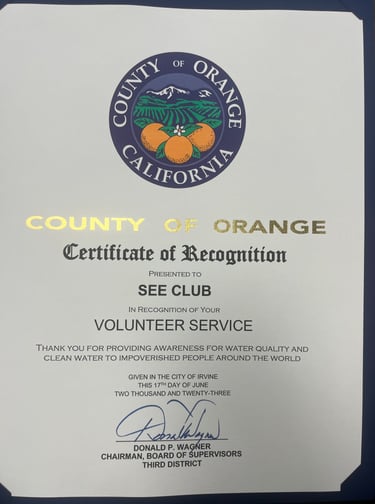 COUNTY OF ORANGE
CALIFORNIA
COUNTY OF ORANGE
Certificate of Recognition
PRESENTED TO
SEE CLUB
IN RECOGNITION OF YOUR
VOLUNTEER SERVICE
THANK YOU FOR PROVIDING AWARENESS FOR WATER QUALITY AND
CLEAN WATER TO IMPOVERISHED PEOPLE AROUND THE WORLD
GIVEN IN THE CITY OF IRVINE
THIS 17TH DAY OF JUNE
TWO THOUSAND AND TWENTY-THREE
Donald P. Wagner
DONALD P. WAGNER
CHAIRMAN, BOARD OF SUPERVISORS
THIRD DISTRICT